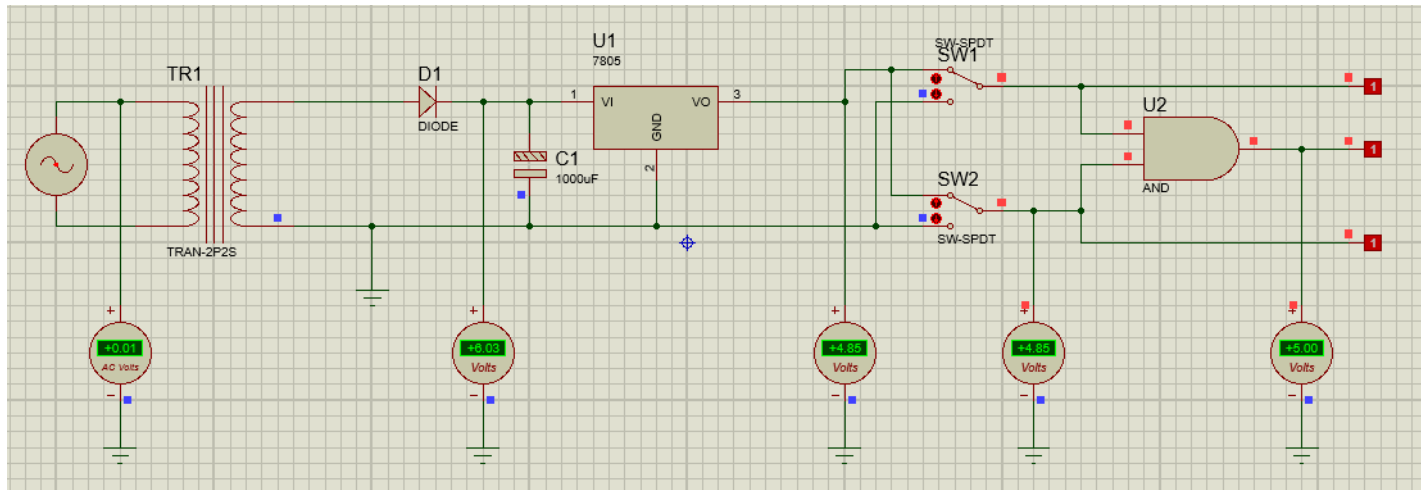 TR1
TRAN-2P2S
D1
DIODE
C1
1000uF
U1
7805
1
VI
VO
3
GND
2
SW-SPDT
SW1
SW2
SW-SPDT
U2
AND
1
1
1
+
+0.01
AC Volts
−
+
+6.03
Volts
−
+
+4.85
Volts
−
+
+4.85
Volts
−
+
+5.00
Volts
−